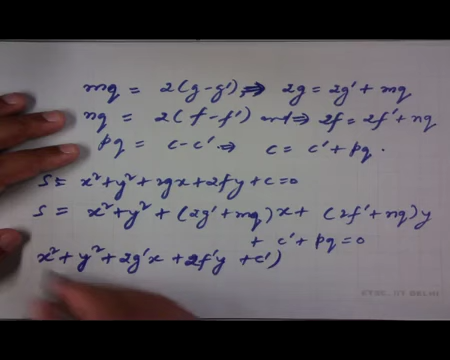 mq = 2(g-g') ⇒ 2g = 2g' + mq
nq = 2(f-f') and ⇒ 2f = 2f' + nq
pq = c-c' ⇒ c = c' + pq.
S ≡ x² + y² + 2gx + 2fy + c = 0
S = x² + y² + (2g' + mq)x + (2f' + nq)y
+ c' + pq = 0
x² + y² + 2g'x + 2f'y + c')